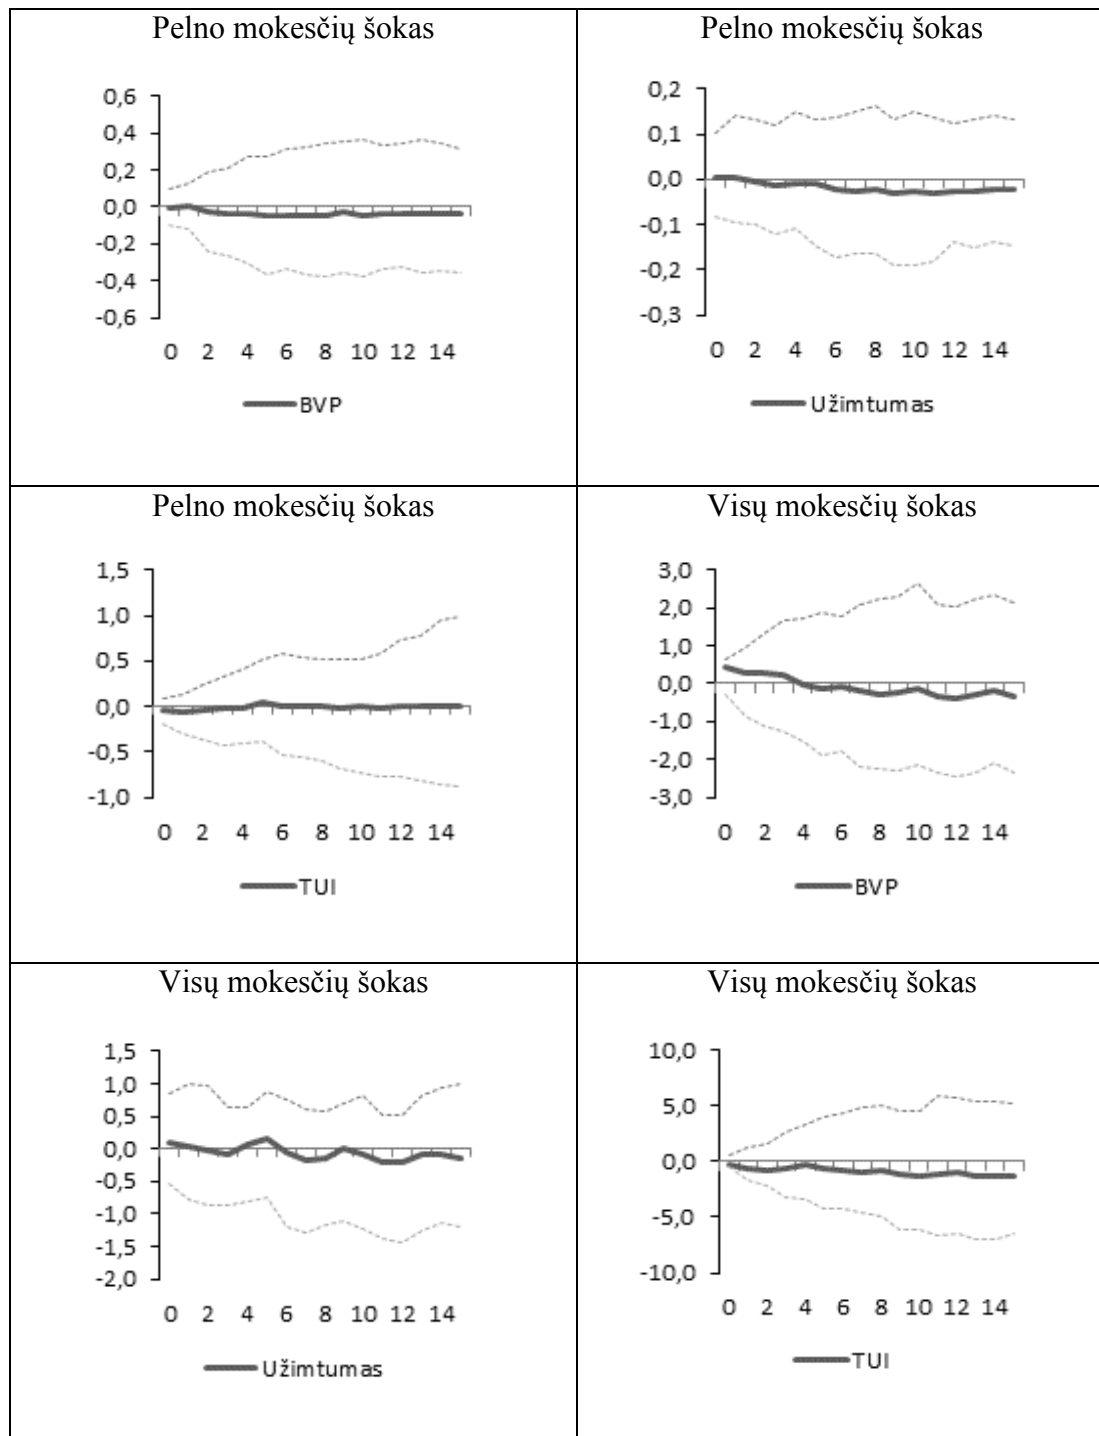 Pelno mokesčių šokas
0,6
0,4
0,2
0,0
-0,2
-0,4
-0,6
0 2 4 6 8 10 12 14
BVP
Pelno mokesčių šokas
0,2
0,1
0,0
-0,1
-0,2
-0,3
0 2 4 6 8 10 12 14
Užimtumas
Pelno mokesčių šokas
1,5
1,0
0,5
0,0
-0,5
-1,0
0 2 4 6 8 10 12 14
TUI
Visų mokesčių šokas
3,0
2,0
1,0
0,0
-1,0
-2,0
-3,0
0 2 4 6 8 10 12 14
BVP
Visų mokesčių šokas
1,5
1,0
0,5
0,0
-0,5
-1,0
-1,5
-2,0
0 2 4 6 8 10 12 14
Užimtumas
Visų mokesčių šokas
10,0
5,0
0,0
-5,0
-10,0
0 2 4 6 8 10 12 14
TUI